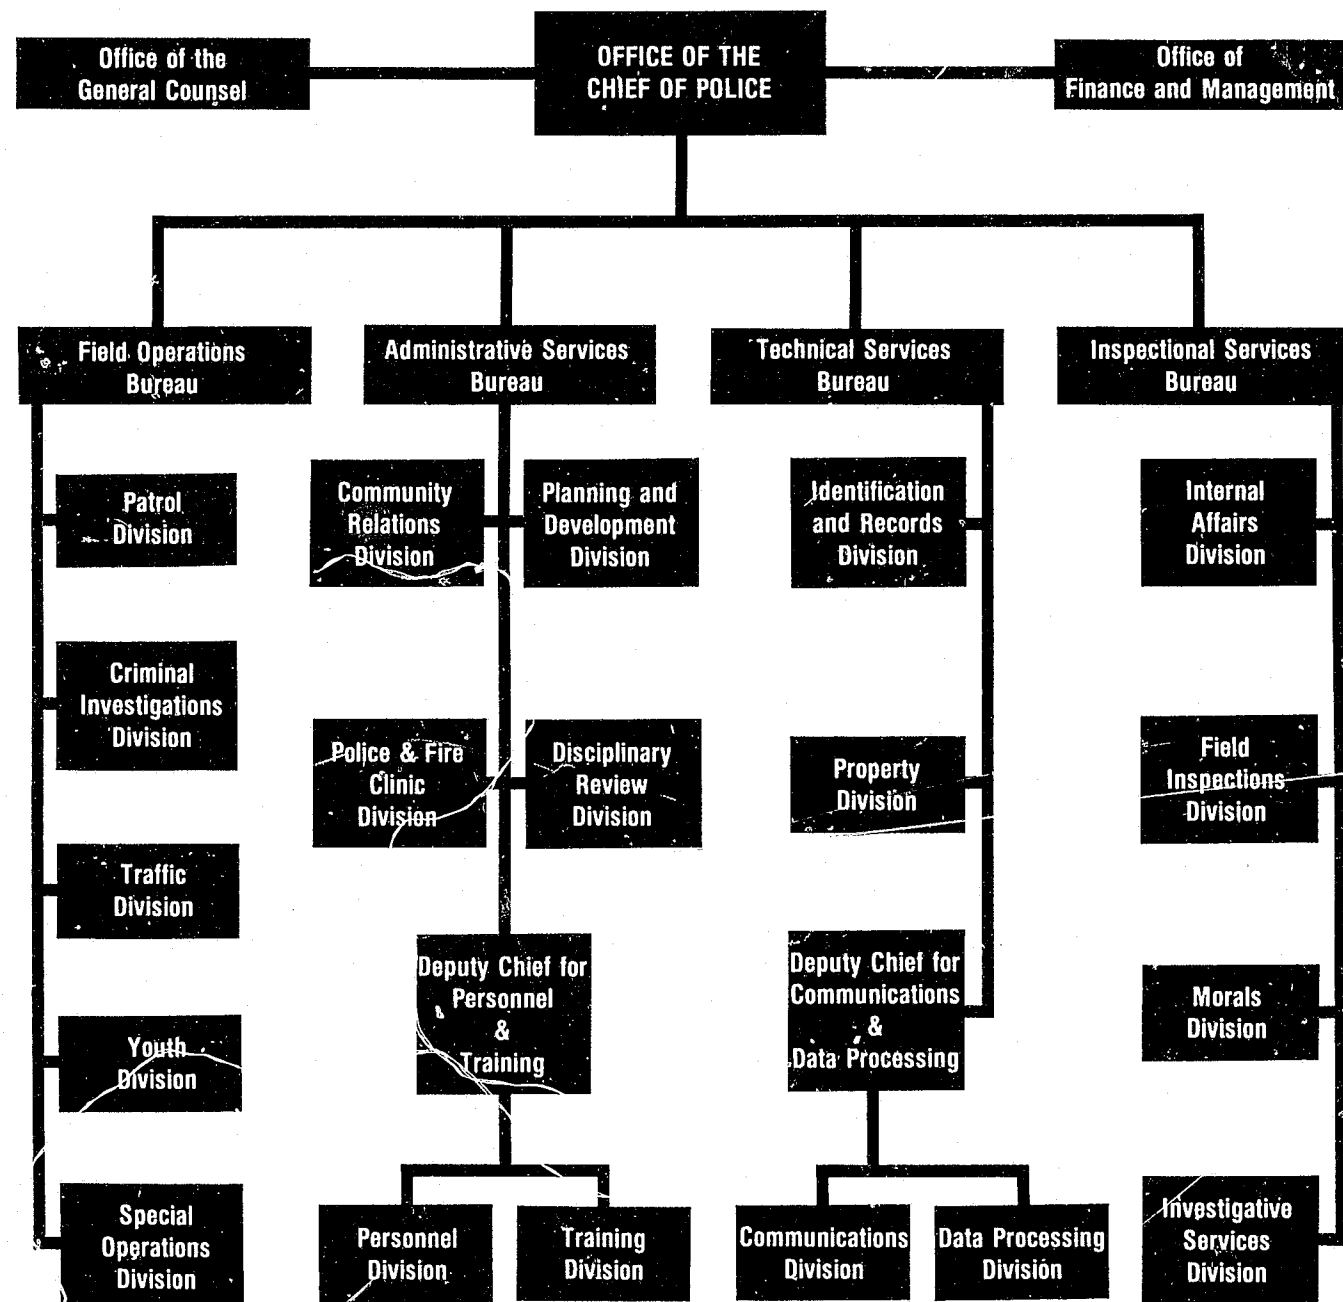 Office of the
General Counsel
OFFICE OF THE
CHIEF OF POLICE
Office of
Finance and Management
Field Operations
Bureau
Administrative Services
Bureau
Technical Services
Bureau
Inspectional Services
Bureau
Patrol
Division
Community
Relations
Division
Planning and
Development
Division
Identification
and Records
Division
Internal
Affairs
Division
Criminal
Investigations
Division
Police & Fire
Clinic
Division
Disciplinary
Review
Division
Property
Division
Field
Inspections
Division
Traffic
Division
Deputy Chief for
Personnel
&
Training
Deputy Chief for
Communications
&
Data Processing
Morals
Division
Youth
Division
Special
Operations
Division
Personnel
Division
Training
Division
Communications
Division
Data Processing
Division
Investigative
Services
Division